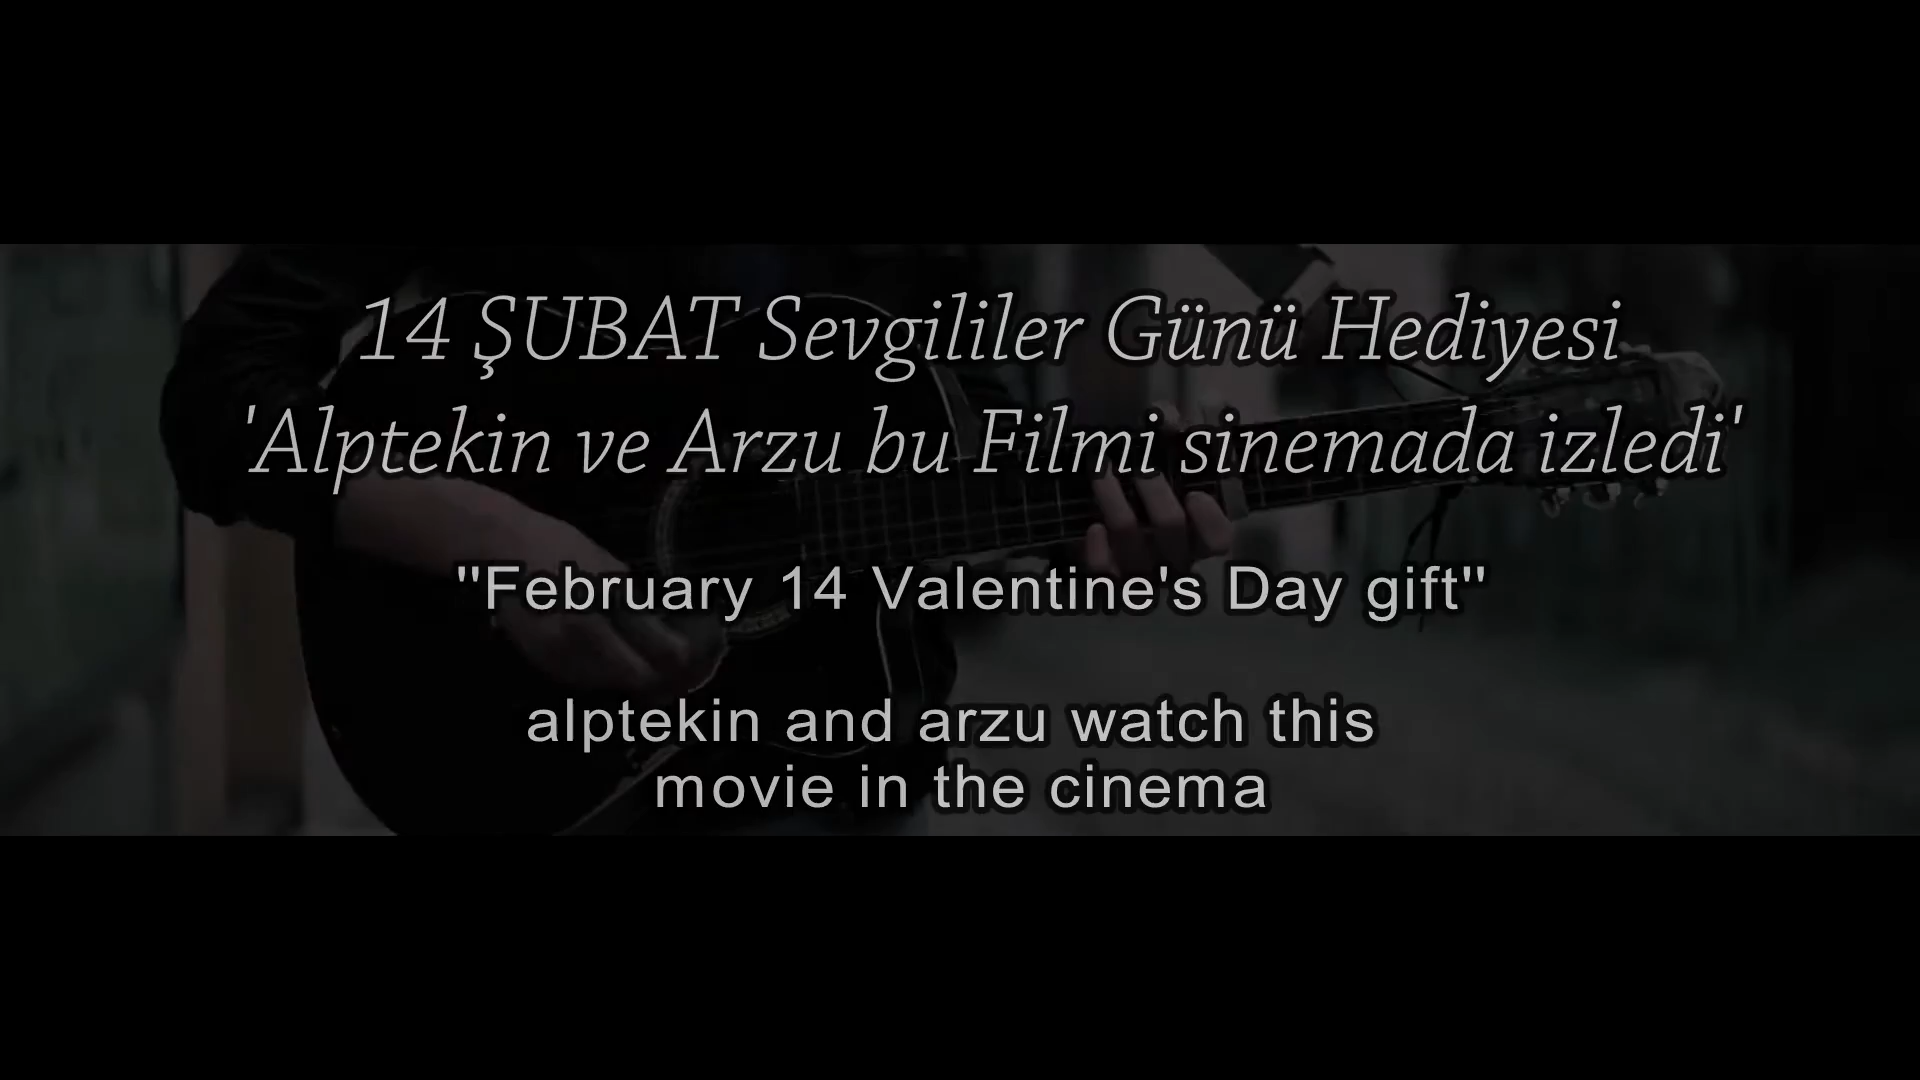 14 ŞUBAT Sevgililer Günü Hediyesi
'Alptekin ve Arzu bu Filmi sinemada izledi'
"February 14 Valentine's Day gift"
alptekin and arzu watch this
movie in the cinema